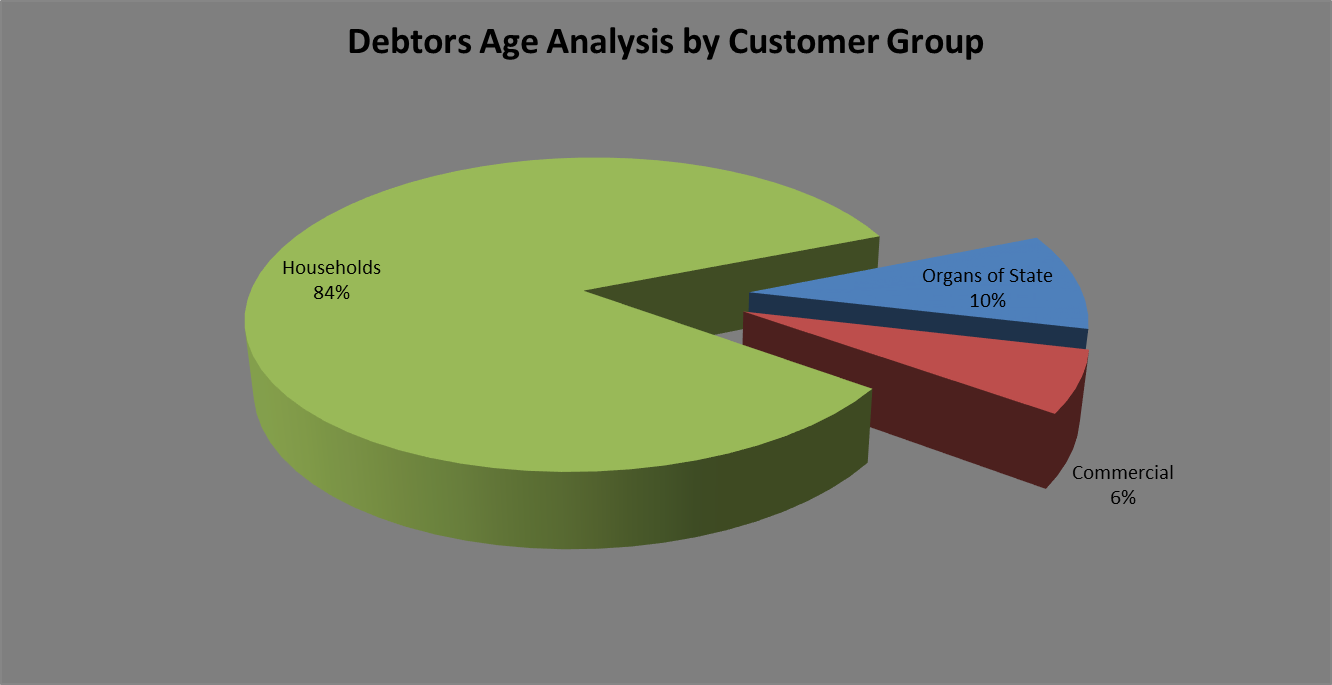 Debtors Age Analysis by Customer Group
Households
84%
Organs of State
10%
Commercial
6%